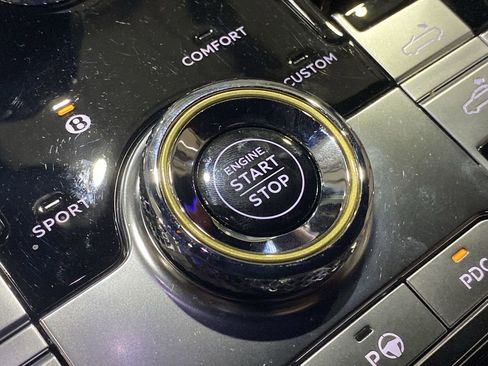 COMFORT
CUSTOM
B
SPORT
ENGINE
START
STOP
PDC
P